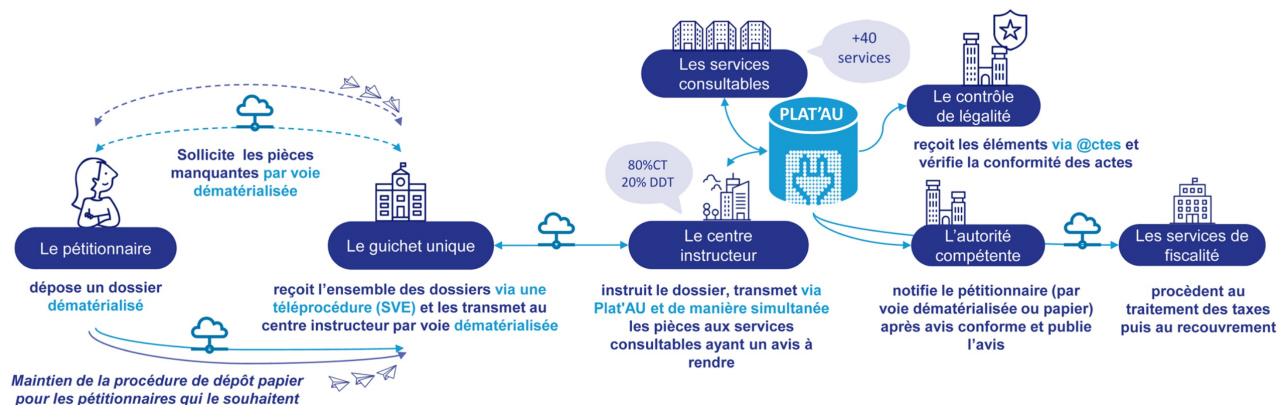 +40
services
Les services
consultables
PLAT'AU
Le contrôle
de légalité
reçoit les éléments via @ctes et
vérifie la conformité des actes
Sollicite les pièces
manquantes par voie
dématérialisée
80%CT
20% DDT
Le pétitionnaire
dépose un dossier
dématérialisé
Le guichet unique
reçoit l'ensemble des dossiers via une
téléprocédure (SVE) et les transmet au
centre instructeur par voie dématérialisée
Le centre
instructeur
instruit le dossier, transmet via
Plat'AU et de manière simultanée
les pièces aux services
consultables ayant un avis à
rendre
L'autorité
compétente
notifie le pétitionnaire (par
voie dématérialisée ou papier)
après avis conforme et publie
l'avis
Les services de
fiscalité
procèdent au
traitement des taxes
puis au recouvrement
Maintien de la procédure de dépôt papier
pour les pétitionnaires qui le souhaitent